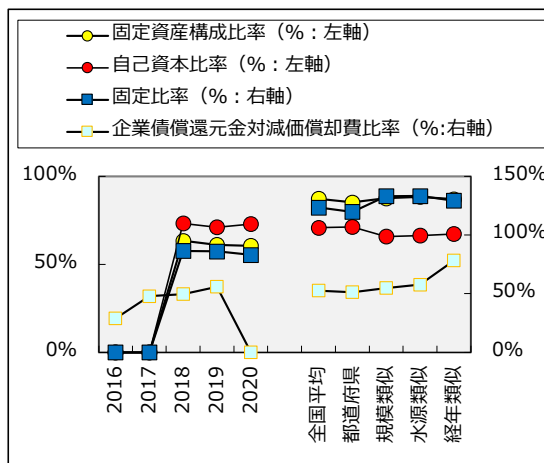 固定資産構成比率（%：左軸）
自己資本比率（%：左軸）
固定比率（%：右軸）
企業債償還元金対減価償却費比率（%:右軸）
100% 150%
100%
50%
50%
0% 0%
2016 2017 2018 2019 2020 全国平均 都道府県 規模類似 水源類似 経年類似